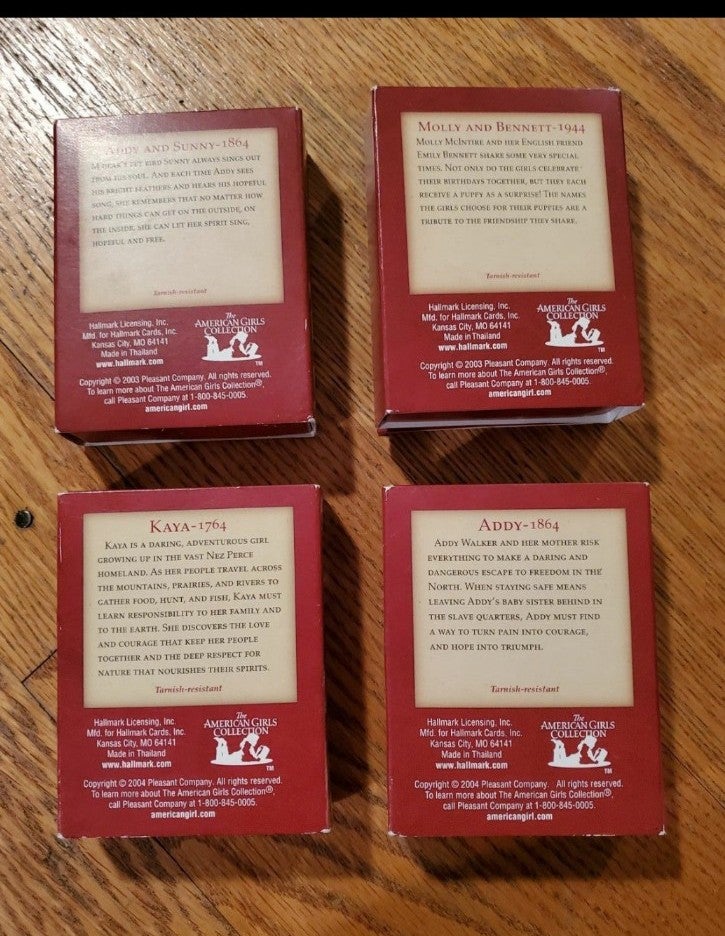 ADDY AND SUNNY-1864
M'DEAR'S PET BIRD SUNNY ALWAYS SINGS OUT
FROM HIS SOUL. AND EACH TIME ADDY SEES
HIS BRIGHT FEATHERS AND HEARS HIS HOPEFUL
SONG, SHE REMEMBERS THAT NO MATTER HOW
HARD THINGS CAN GET ON THE OUTSIDE, ON
THE INSIDE, SHE CAN LET HER SPIRIT SING,
HOPEFUL AND FREE.
Tarnish-resistant
Hallmark Licensing, Inc.
Mfd. for Hallmark Cards, Inc.
Kansas City, MO 64141
Made in Thailand
www.hallmark.com
The
AMERICAN GIRLS
COLLECTION
TM
Copyright © 2003 Pleasant Company. All rights reserved.
To learn more about The American Girls Collection®,
call Pleasant Company at 1-800-845-0005.
americangirl.com
MOLLY AND BENNETT-1944
MOLLY MCINTIRE AND HER ENGLISH FRIEND
EMILY BENNETT SHARE SOME VERY SPECIAL
TIMES. NOT ONLY DO THE GIRLS CELEBRATE
THEIR BIRTHDAYS TOGETHER, BUT THEY EACH
RECEIVE A PUPPY AS A SURPRISE! THE NAMES
THE GIRLS CHOOSE FOR THEIR PUPPIES ARE A
TRIBUTE TO THE FRIENDSHIP THEY SHARE.
Tarnish-resistant
Hallmark Licensing, Inc.
Mfd. for Hallmark Cards, Inc.
Kansas City, MO 64141
Made in Thailand
www.hallmark.com
The
AMERICAN GIRLS
COLLECTION
TM
Copyright © 2003 Pleasant Company. All rights reserved.
To learn more about The American Girls Collection®,
call Pleasant Company at 1-800-845-0005.
americangirl.com
KAYA-1764
KAYA IS A DARING, ADVENTUROUS GIRL
GROWING UP IN THE VAST NEZ PERCE
HOMELAND. AS HER PEOPLE TRAVEL ACROSS
THE MOUNTAINS, PRAIRIES, AND RIVERS TO
GATHER FOOD, HUNT, AND FISH, KAYA MUST
LEARN RESPONSIBILITY TO HER FAMILY AND
TO THE EARTH. SHE DISCOVERS THE LOVE
AND COURAGE THAT KEEP HER PEOPLE
TOGETHER AND THE DEEP RESPECT FOR
NATURE THAT NOURISHES THEIR SPIRITS.
Tarnish-resistant
Hallmark Licensing, Inc.
Mfd. for Hallmark Cards, Inc.
Kansas City, MO 64141
Made in Thailand
www.hallmark.com
The
AMERICAN GIRLS
COLLECTION
TM
Copyright © 2004 Pleasant Company. All rights reserved.
To learn more about The American Girls Collection®,
call Pleasant Company at 1-800-845-0005.
americangirl.com
ADDY-1864
ADDY WALKER AND HER MOTHER RISK
EVERYTHING TO MAKE A DARING AND
DANGEROUS ESCAPE TO FREEDOM IN THE
NORTH. WHEN STAYING SAFE MEANS
LEAVING ADDY'S BABY SISTER BEHIND IN
THE SLAVE QUARTERS, ADDY MUST FIND
A WAY TO TURN PAIN INTO COURAGE,
AND HOPE INTO TRIUMPH.
Tarnish-resistant
Hallmark Licensing, Inc.
Mfd. for Hallmark Cards, Inc.
Kansas City, MO 64141
Made in Thailand
www.hallmark.com
The
AMERICAN GIRLS
COLLECTION
TM
Copyright © 2004 Pleasant Company. All rights reserved.
To learn more about The American Girls Collection®,
call Pleasant Company at 1-800-845-0005.
americangirl.com